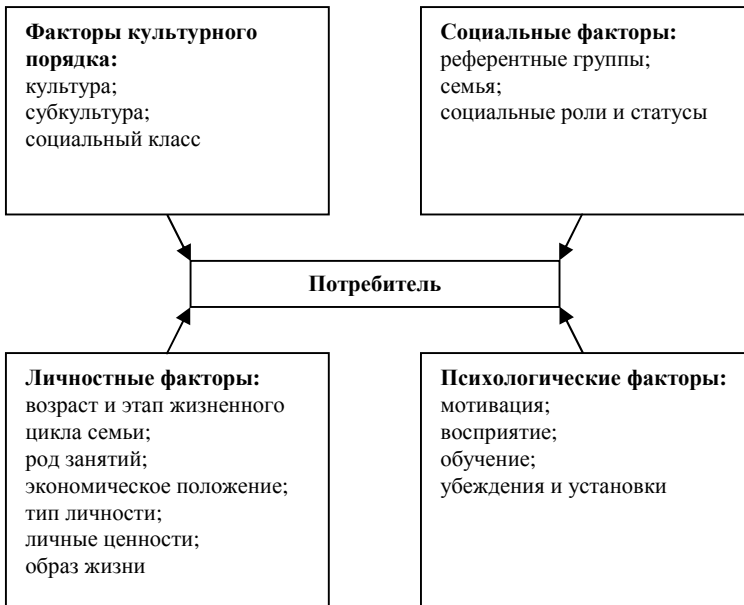 Факторы культурного
порядка:
культура;
субкультура;
социальный класс
Социальные факторы:
референтные группы;
семья;
социальные роли и статусы
Потребитель
Личностные факторы:
возраст и этап жизненного
цикла семьи;
род занятий;
экономическое положение;
тип личности;
личные ценности;
образ жизни
Психологические факторы:
мотивация;
восприятие;
обучение;
убеждения и установки